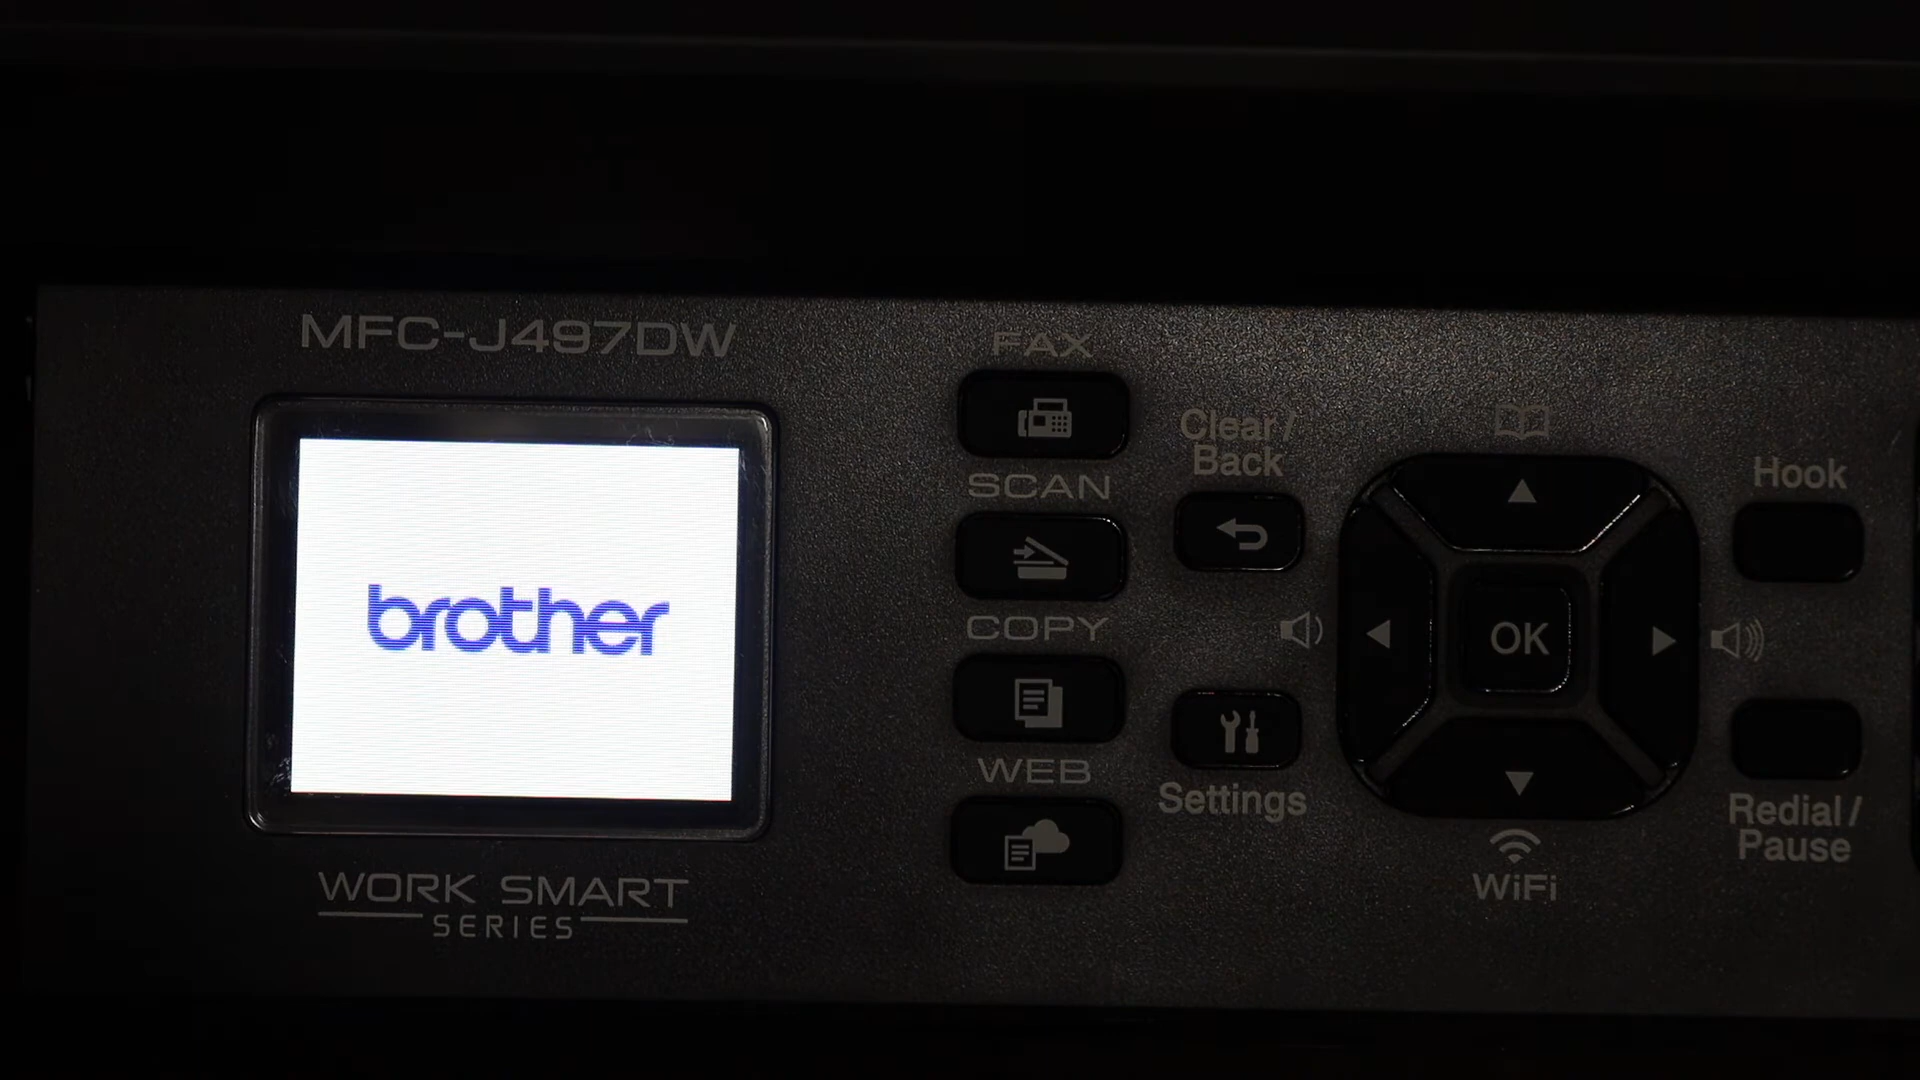 MFC-J497DW
brother
WORK SMART
SERIES
FAX
SCAN
COPY
WEB
Clear/
Back
Settings
OK
WiFi
Hook
Redial/
Pause